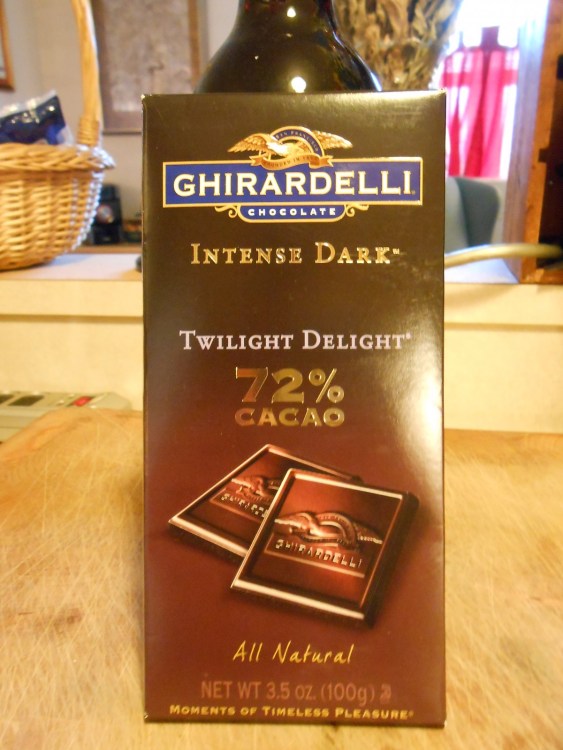 GHIRARDELLI
CHOCOLATE
INTENSE DARK™
TWILIGHT DELIGHT®
72%
CACAO
GHIRARDELLI
All Natural
NET WT 3.5 oz. (100g)
MOMENTS OF TIMELESS PLEASURE®